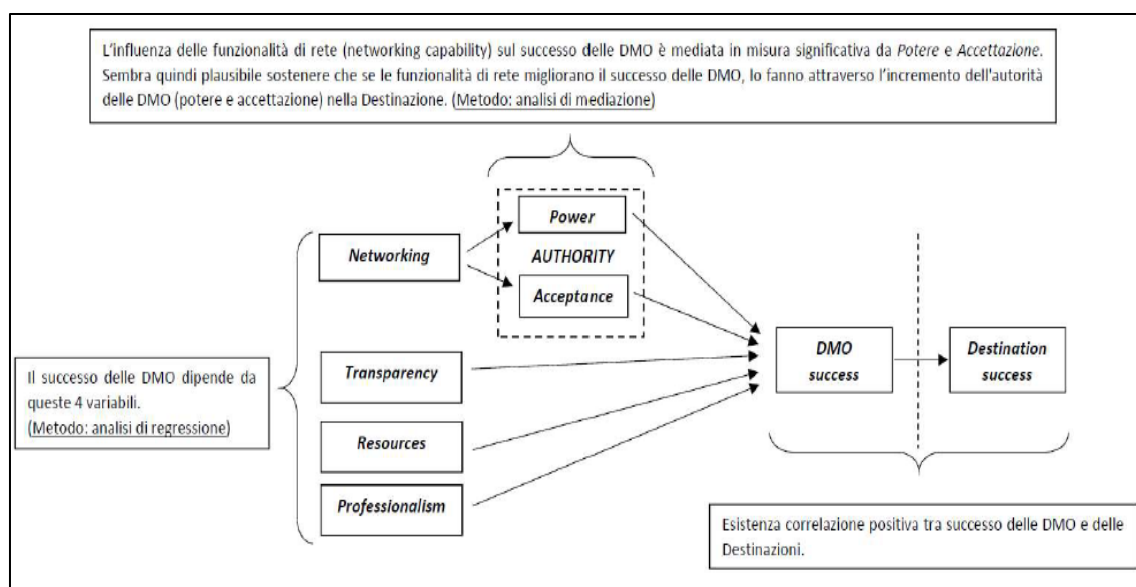 L'influenza delle funzionalità di rete (networking capability) sul successo delle DMO è mediata in misura significativa da Potere e Accettazione.
Sembra quindi plausibile sostenere che se le funzionalità di rete migliorano il successo delle DMO, lo fanno attraverso l'incremento dell'autorità
delle DMO (potere e accettazione) nella Destinazione. (Metodo: analisi di mediazione)
Power
Networking
AUTHORITY
Acceptance
Il successo delle DMO dipende da
queste 4 variabili.
(Metodo: analisi di regressione)
Transparency
DMO
success
Destination
success
Resources
Professionalism
Esistenza correlazione positiva tra successo delle DMO e delle
Destinazioni.